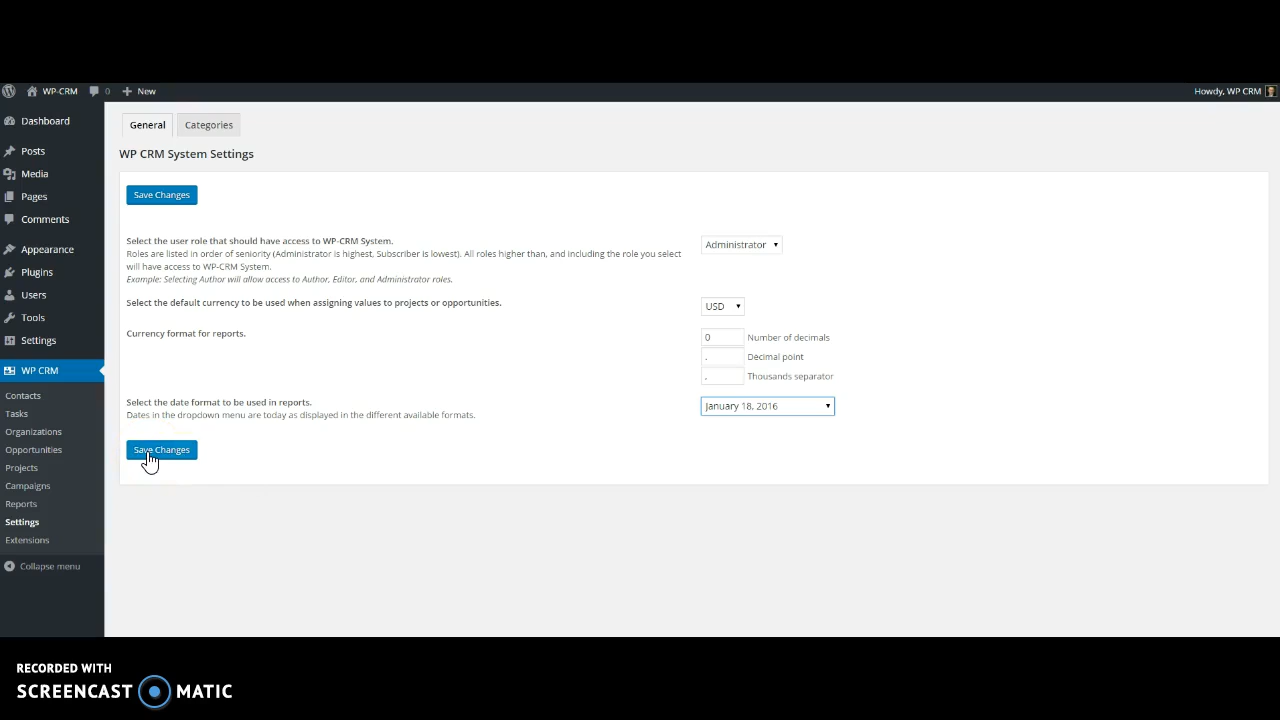 WP-CRM 0 New Howdy, WP CRM
Dashboard
Posts
Media
Pages
Comments
Appearance
Plugins
Users
Tools
Settings
WP CRM
Contacts
Tasks
Organizations
Opportunities
Projects
Campaigns
Reports
Settings
Extensions
Collapse menu
General Categories
WP CRM System Settings
Save Changes
Select the user role that should have access to WP-CRM System.
Roles are listed in order of seniority (Administrator is highest, Subscriber is lowest). All roles higher than, and including the role you select
will have access to WP-CRM System.
Example: Selecting Author will allow access to Author, Editor, and Administrator roles.
Administrator
Select the default currency to be used when assigning values to projects or opportunities.
USD
Currency format for reports.
0 Number of decimals
. Decimal point
, Thousands separator
Select the date format to be used in reports.
Dates in the dropdown menu are today as displayed in the different available formats.
January 18, 2016
Save Changes
RECORDED WITH
SCREENCAST MATIC